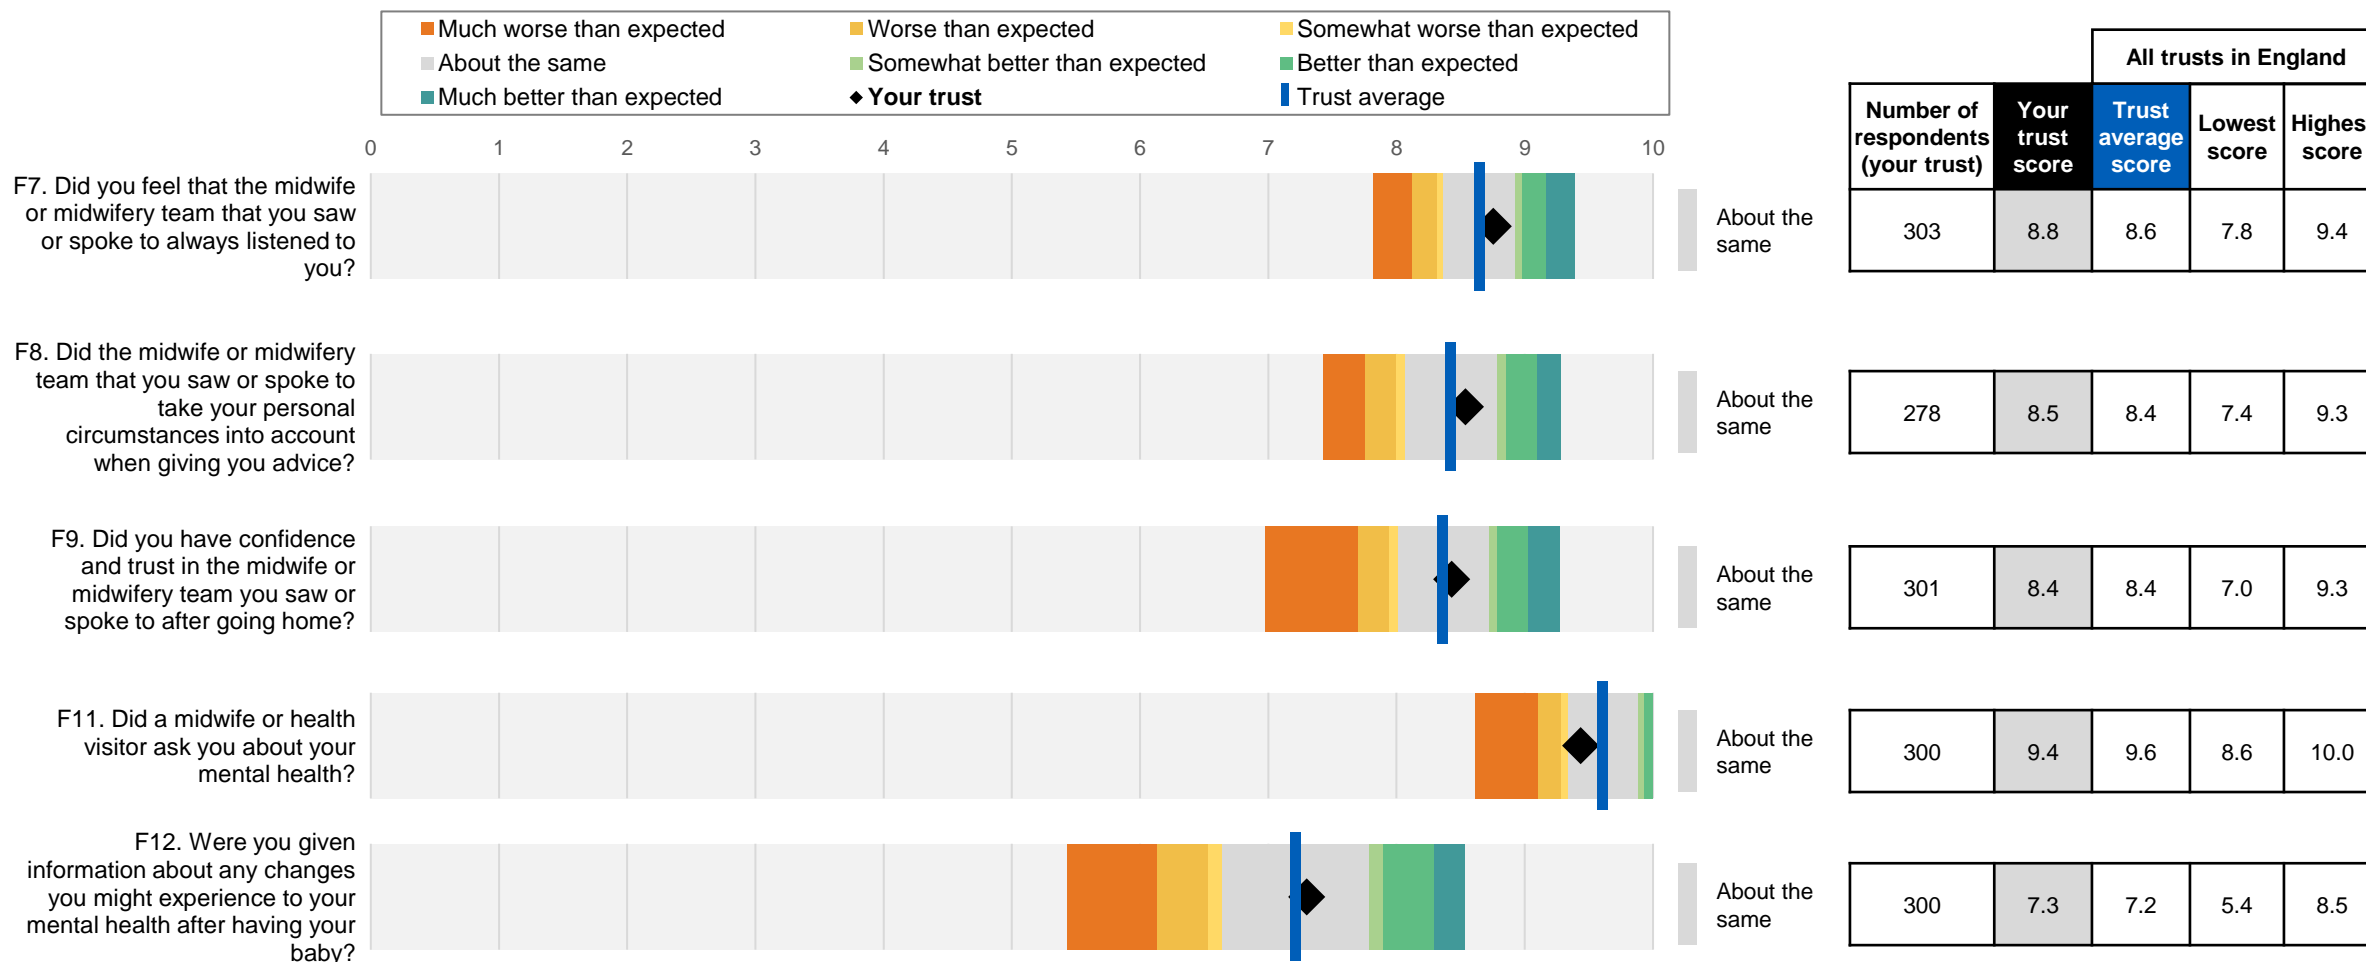 Much worse than expected
Worse than expected
Somewhat worse than expected
About the same
Somewhat better than expected
Better than expected
Much better than expected
Your trust
Trust average
All trusts in England
Number of
respondents
(your trust)
Your
trust
score
Trust
average
score
Lowest
score
Highes
score
0 1 2 3 4 5 6 7 8 9 10
F7. Did you feel that the midwife
or midwifery team that you saw
or spoke to always listened to
you?
About the
same
303 8.8 8.6 7.8 9.4
F8. Did the midwife or midwifery
team that you saw or spoke to
take your personal
circumstances into account
when giving you advice?
About the
same
278 8.5 8.4 7.4 9.3
F9. Did you have confidence
and trust in the midwife or
midwifery team you saw or
spoke to after going home?
About the
same
301 8.4 8.4 7.0 9.3
F11. Did a midwife or health
visitor ask you about your
mental health?
About the
same
300 9.4 9.6 8.6 10.0
F12. Were you given
information about any changes
you might experience to your
mental health after having your
baby?
About the
same
300 7.3 7.2 5.4 8.5